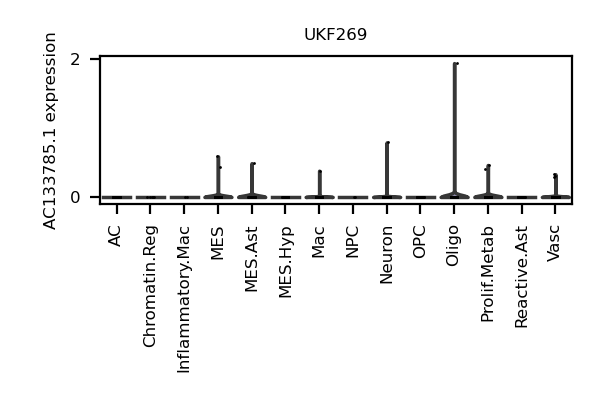 UKF269
AC133785.1 expression
2
0
AC
Chromatin.Reg
Inflammatory.Mac
MES
MES.Ast
MES.Hyp
Mac
NPC
Neuron
OPC
Oligo
Prolif.Metab
Reactive.Ast
Vasc